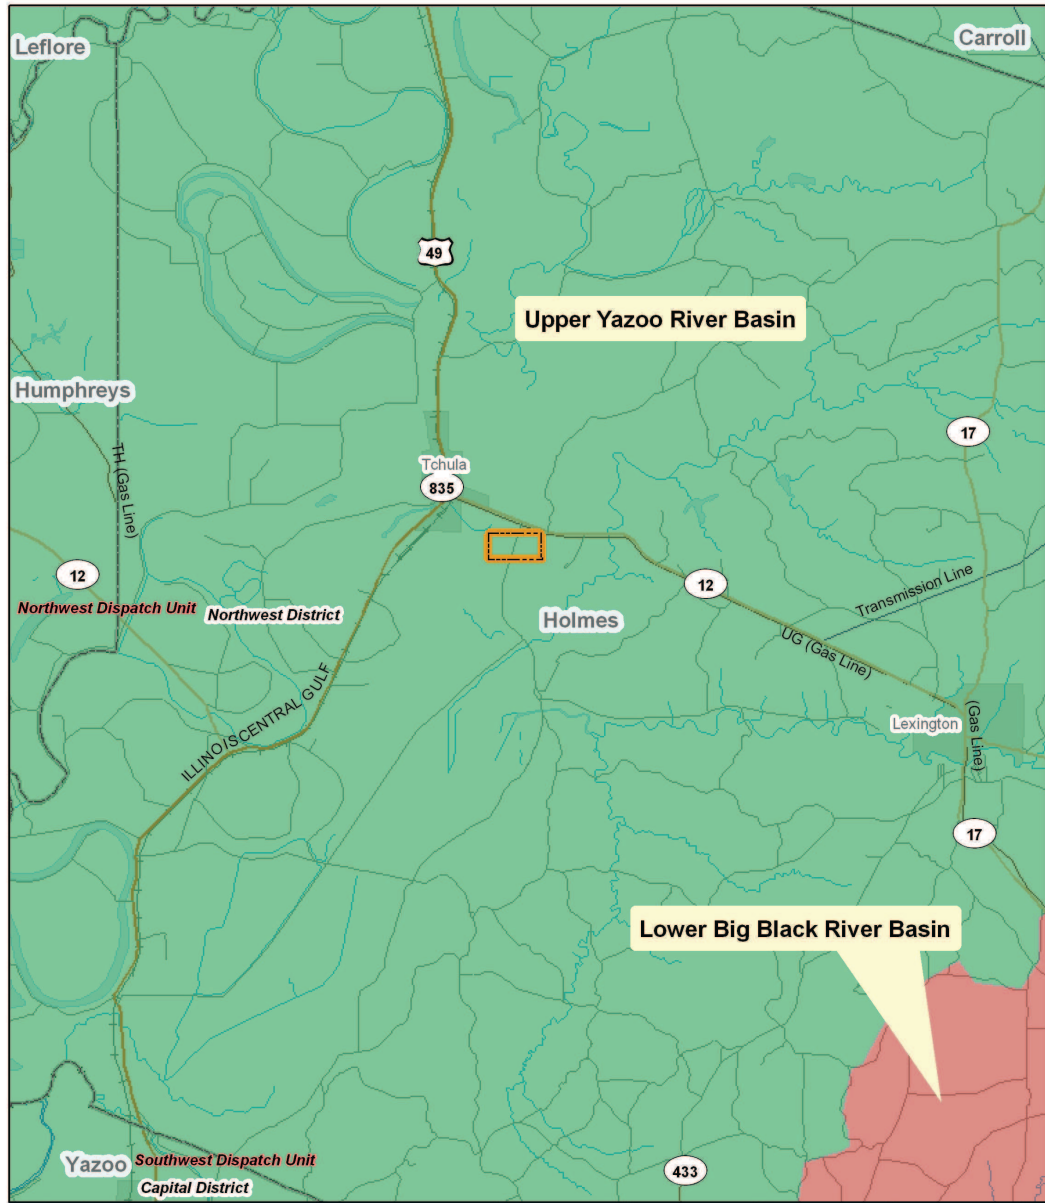 Leflore
Carroll
49
Upper Yazoo River Basin
Humphreys
17
TH (Gas Line)
Tchula
835
12
12
Transmission Line
Northwest Dispatch Unit
Northwest District
Holmes
UG (Gas Line)
ILLINOIS CENTRAL GULF
Lexington
(Gas Line)
17
Lower Big Black River Basin
Yazoo
Southwest Dispatch Unit
Capital District
433